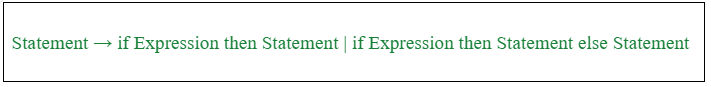 Statement → if Expression then Statement | if Expression then Statement else Statement